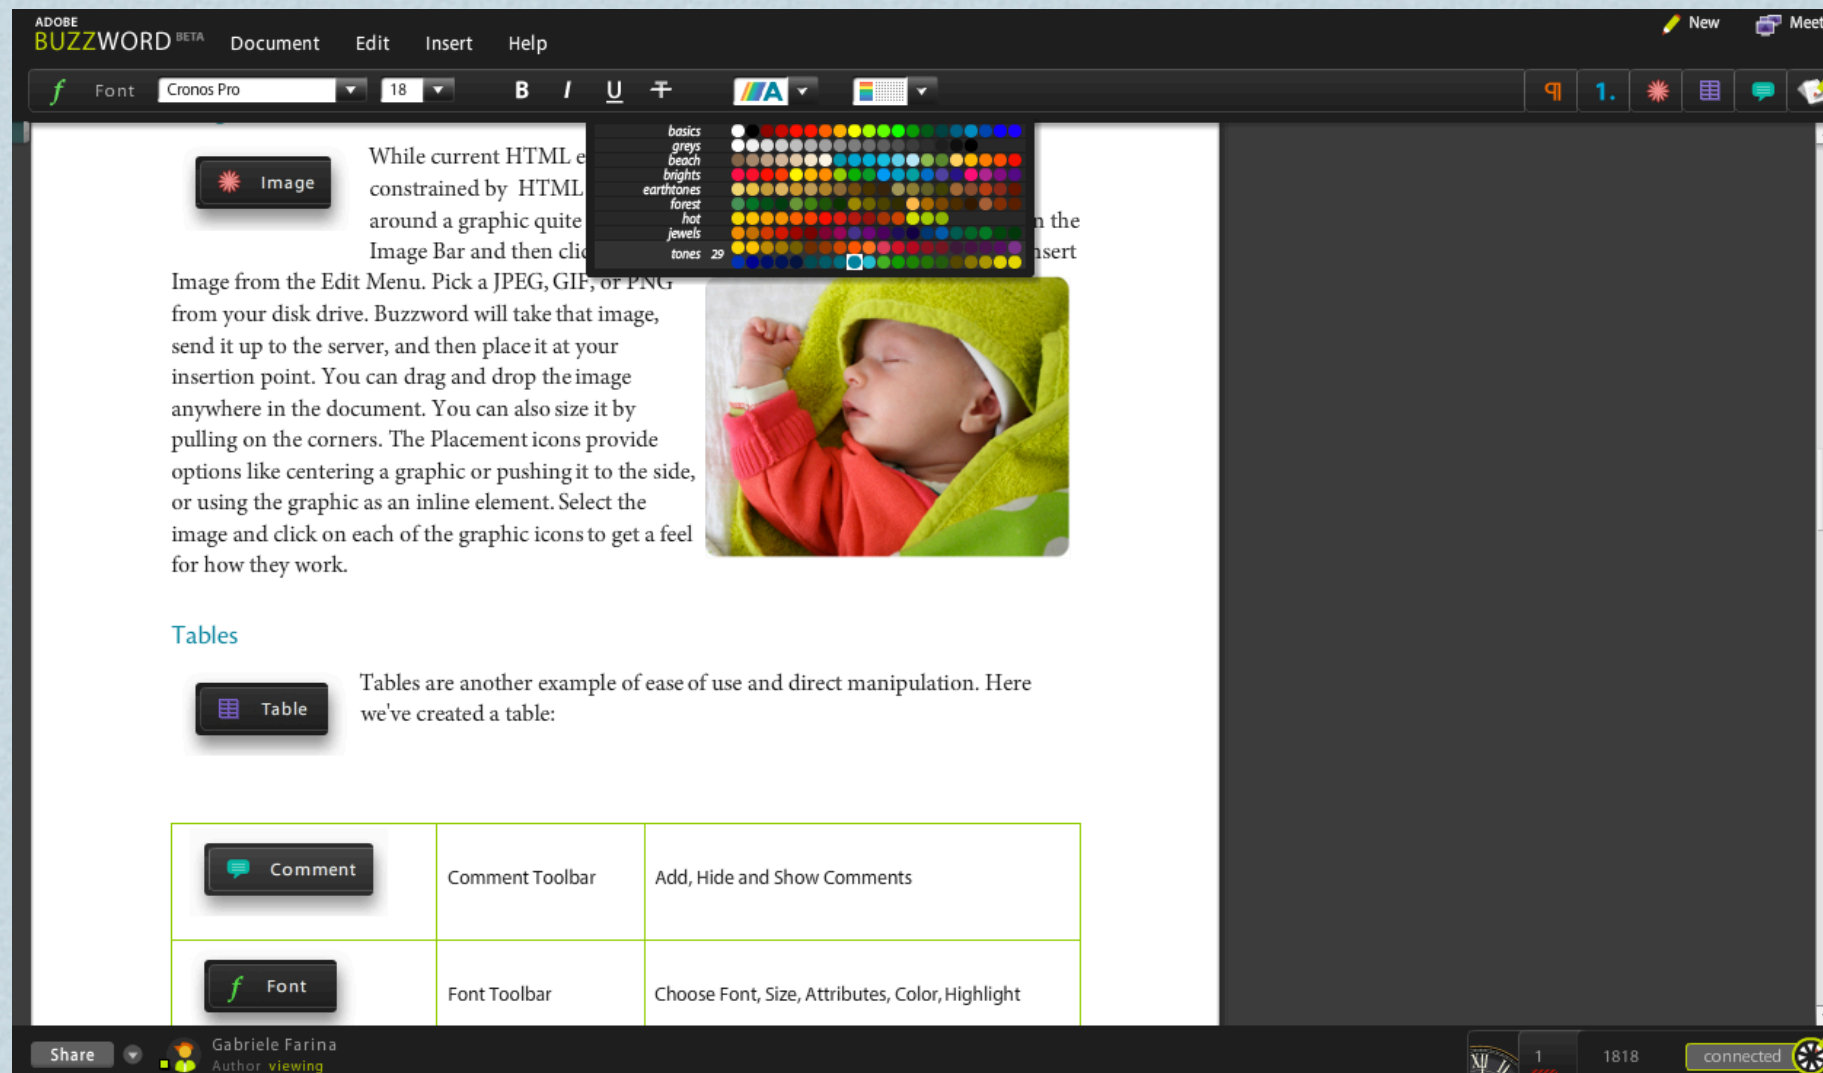 ADOBE
BUZZWORD BETA
Document Edit Insert Help
New
Meet
Font Cronos Pro 18 B I U T A
¶ 1.
basics
greys
beach
brights
earthtones
forest
hot
jewels
tones 29
Image
While current HTML e
constrained by HTML
around a graphic quite n the
Image Bar and then clic nsert
Image from the Edit Menu. Pick a JPEG, GIF, or PNG
from your disk drive. Buzzword will take that image,
send it up to the server, and then place it at your
insertion point. You can drag and drop the image
anywhere in the document. You can also size it by
pulling on the corners. The Placement icons provide
options like centering a graphic or pushing it to the side,
or using the graphic as an inline element. Select the
image and click on each of the graphic icons to get a feel
for how they work.
Tables
Table
Tables are another example of ease of use and direct manipulation. Here
we've created a table:
Comment
Comment Toolbar
Add, Hide and Show Comments
Font
Font Toolbar
Choose Font, Size, Attributes, Color, Highlight
Share
Gabriele Farina
Author viewing
1
1818
connected